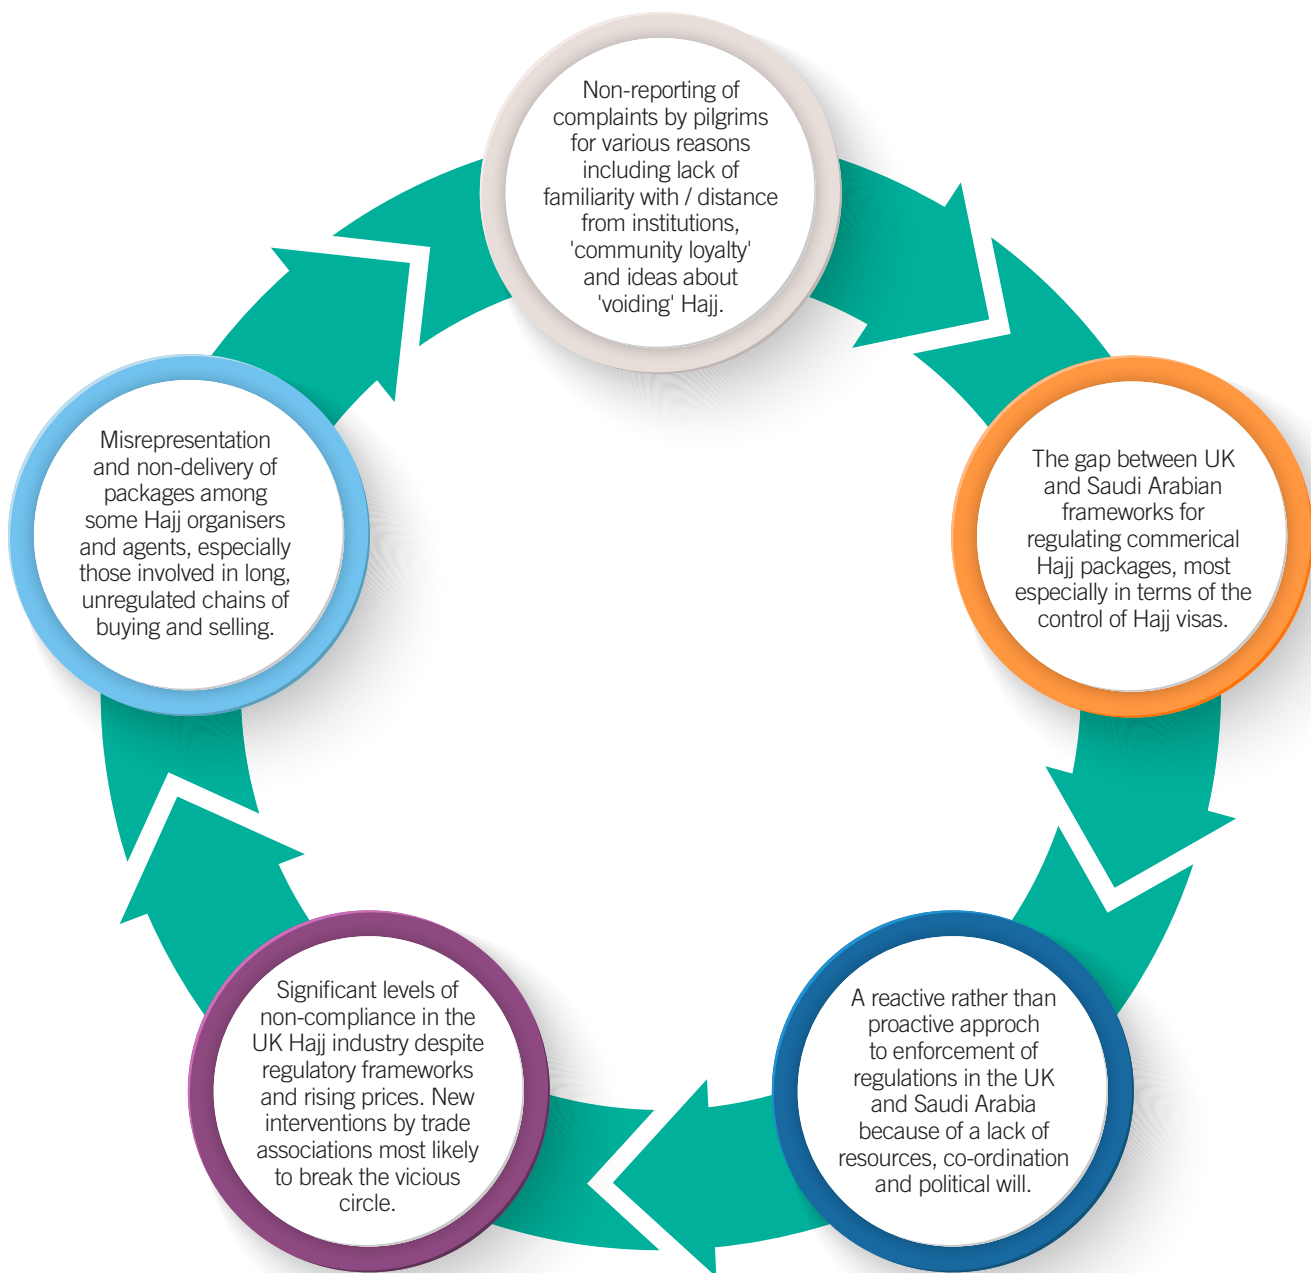 Non-reporting of
complaints by pilgrims
for various reasons
including lack of
familiarity with / distance
from institutions,
'community loyalty'
and ideas about
'voiding' Hajj.
The gap between UK
and Saudi Arabian
frameworks for
regulating commerical
Hajj packages, most
especially in terms of the
control of Hajj visas.
A reactive rather than
proactive approch
to enforcement of
regulations in the UK
and Saudi Arabia
because of a lack of
resources, co-ordination
and political will.
Significant levels of
non-compliance in the
UK Hajj industry despite
regulatory frameworks
and rising prices. New
interventions by trade
associations most likely
to break the vicious
circle.
Misrepresentation
and non-delivery of
packages among
some Hajj organisers
and agents, especially
those involved in long,
unregulated chains of
buying and selling.